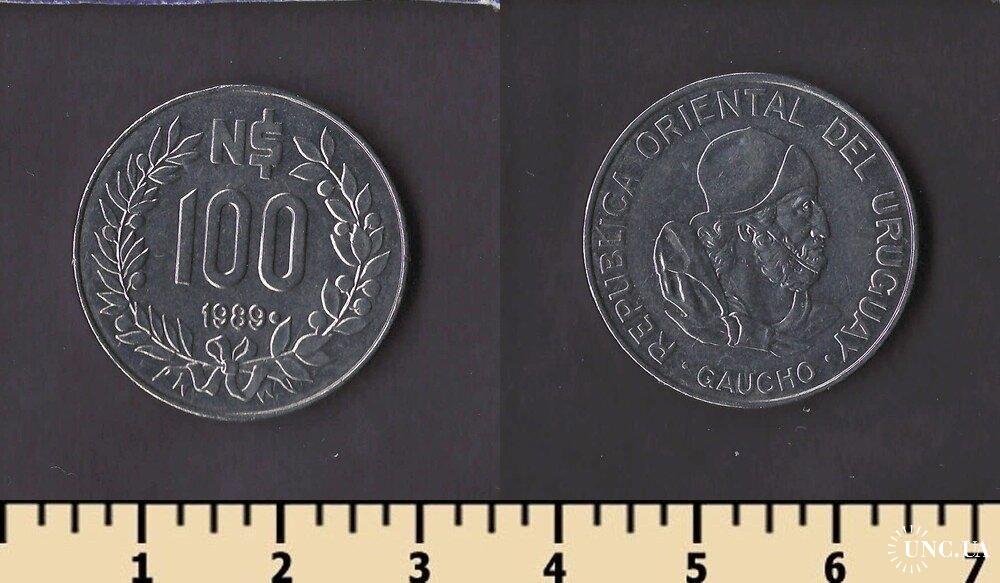 N$
100
1989
REPUBLICA ORIENTAL DEL URUGUAY
· GAUCHO ·
1 2 3 4 5 6 7
UNC.UA